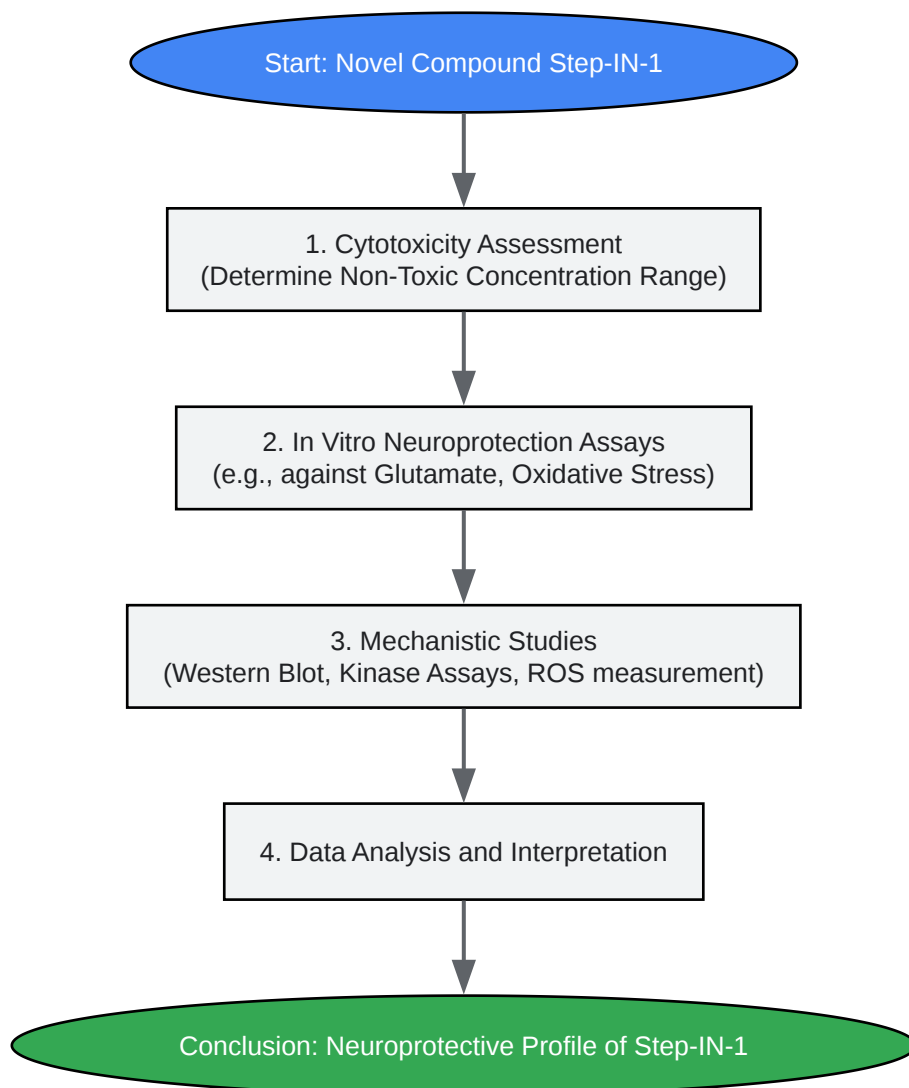 Start: Novel Compound Step-IN-1
1. Cytotoxicity Assessment
(Determine Non-Toxic Concentration Range)
2. In Vitro Neuroprotection Assays
(e.g., against Glutamate, Oxidative Stress)
3. Mechanistic Studies
(Western Blot, Kinase Assays, ROS measurement)
4. Data Analysis and Interpretation
Conclusion: Neuroprotective Profile of Step-IN-1